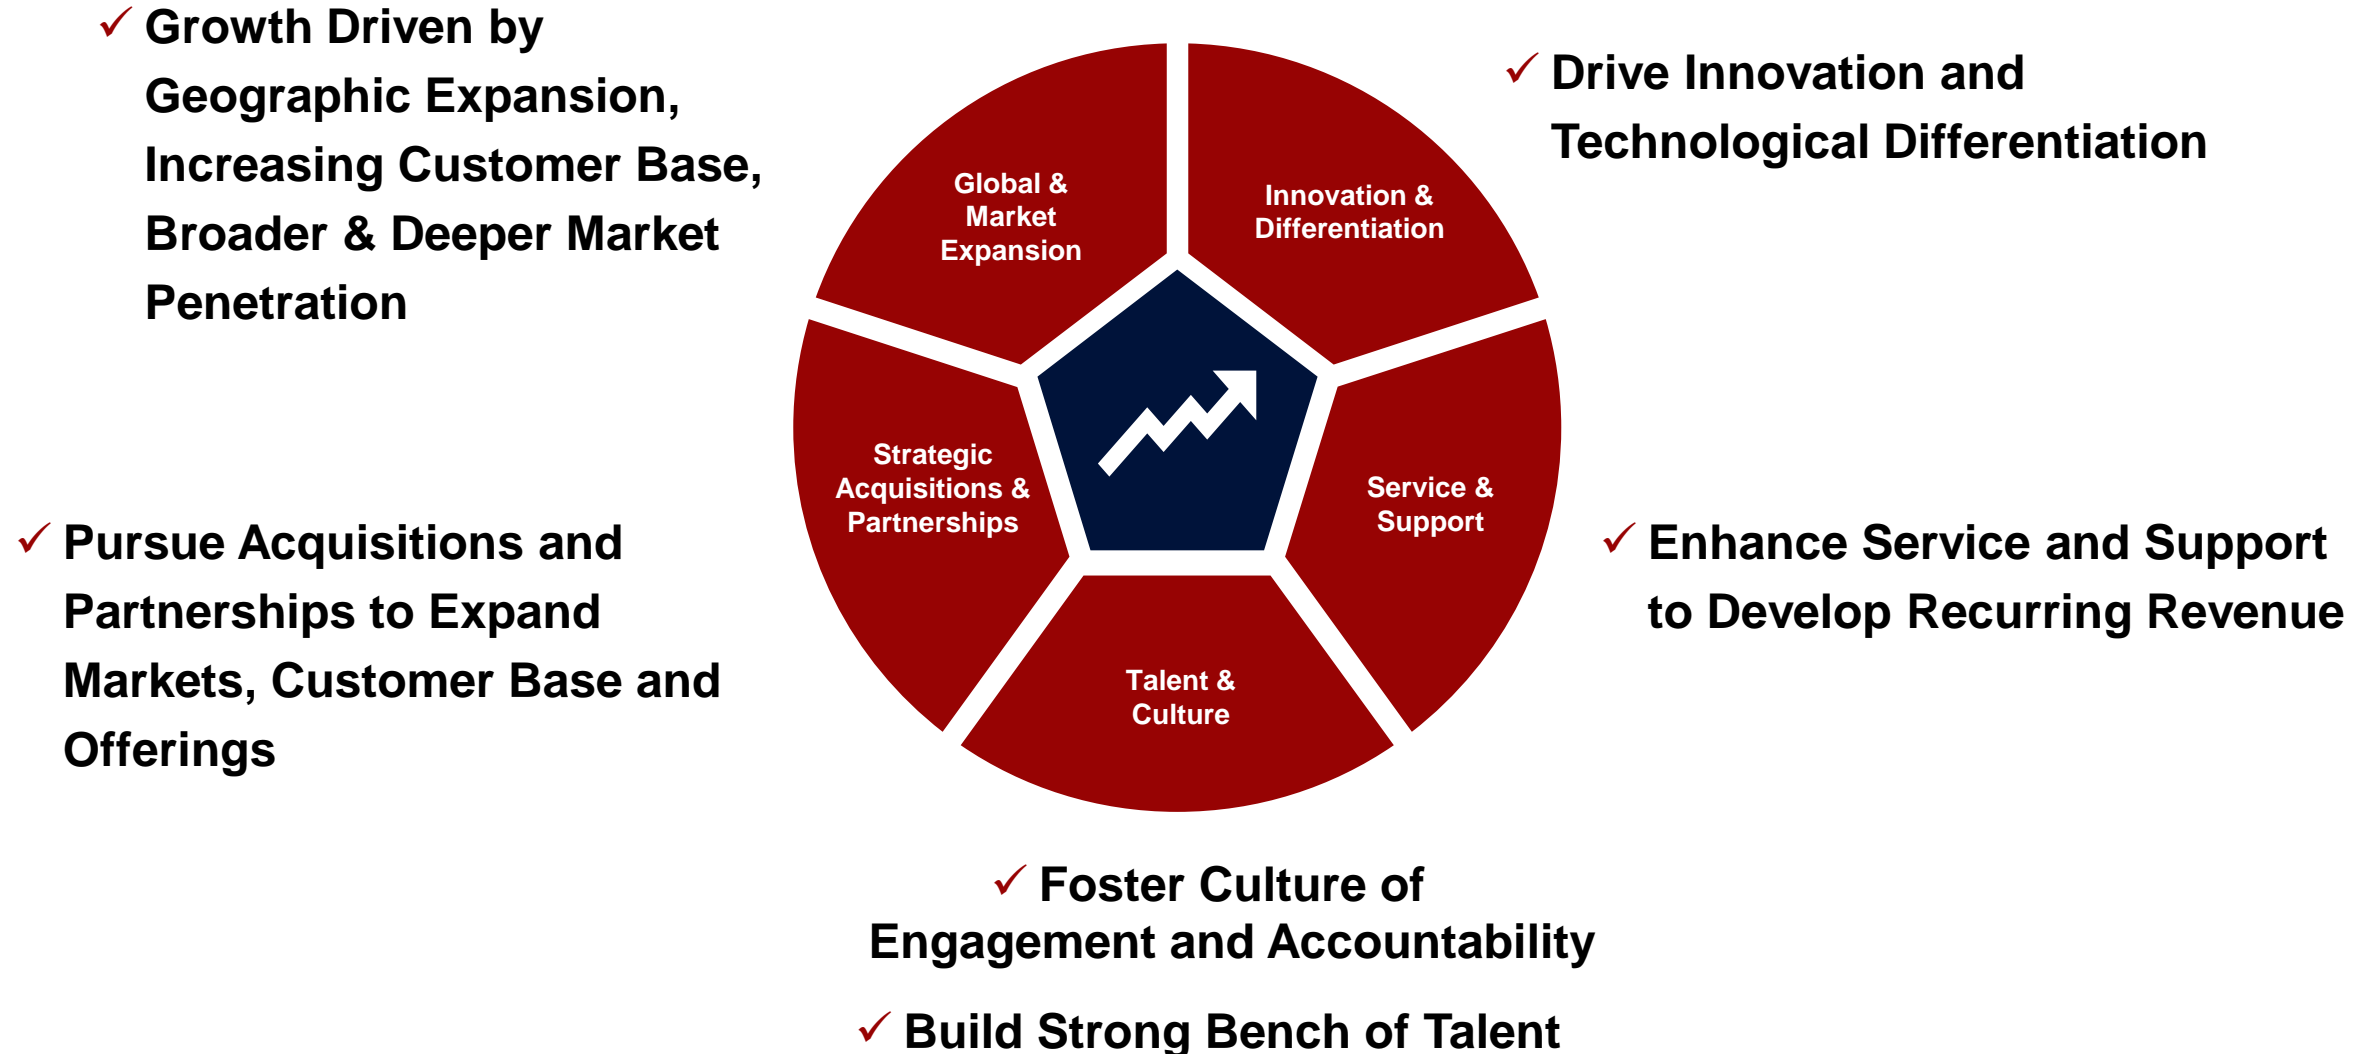 ✓ Growth Driven by
Geographic Expansion,
Increasing Customer Base,
Broader & Deeper Market
Penetration
✓ Drive Innovation and
Technological Differentiation
Global &
Market
Expansion
Innovation &
Differentiation
Strategic
Acquisitions &
Partnerships
Service &
Support
Talent &
Culture
✓ Pursue Acquisitions and
Partnerships to Expand
Markets, Customer Base and
Offerings
✓ Enhance Service and Support
to Develop Recurring Revenue
✓ Foster Culture of
Engagement and Accountability
✓ Build Strong Bench of Talent